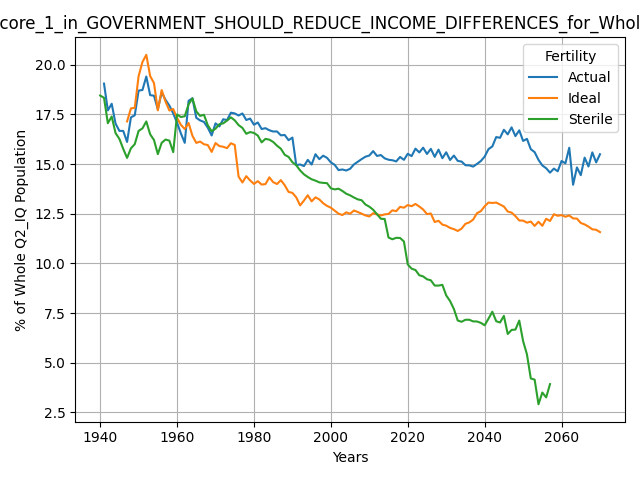 core_1_in_GOVERNMENT_SHOULD_REDUCE_INCOME_DIFFERENCES_for_Whol
Fertility
Actual
Ideal
Sterile
% of Whole Q2_IQ Population
20.0
17.5
15.0
12.5
10.0
7.5
5.0
2.5
1940 1960 1980 2000 2020 2040 2060
Years